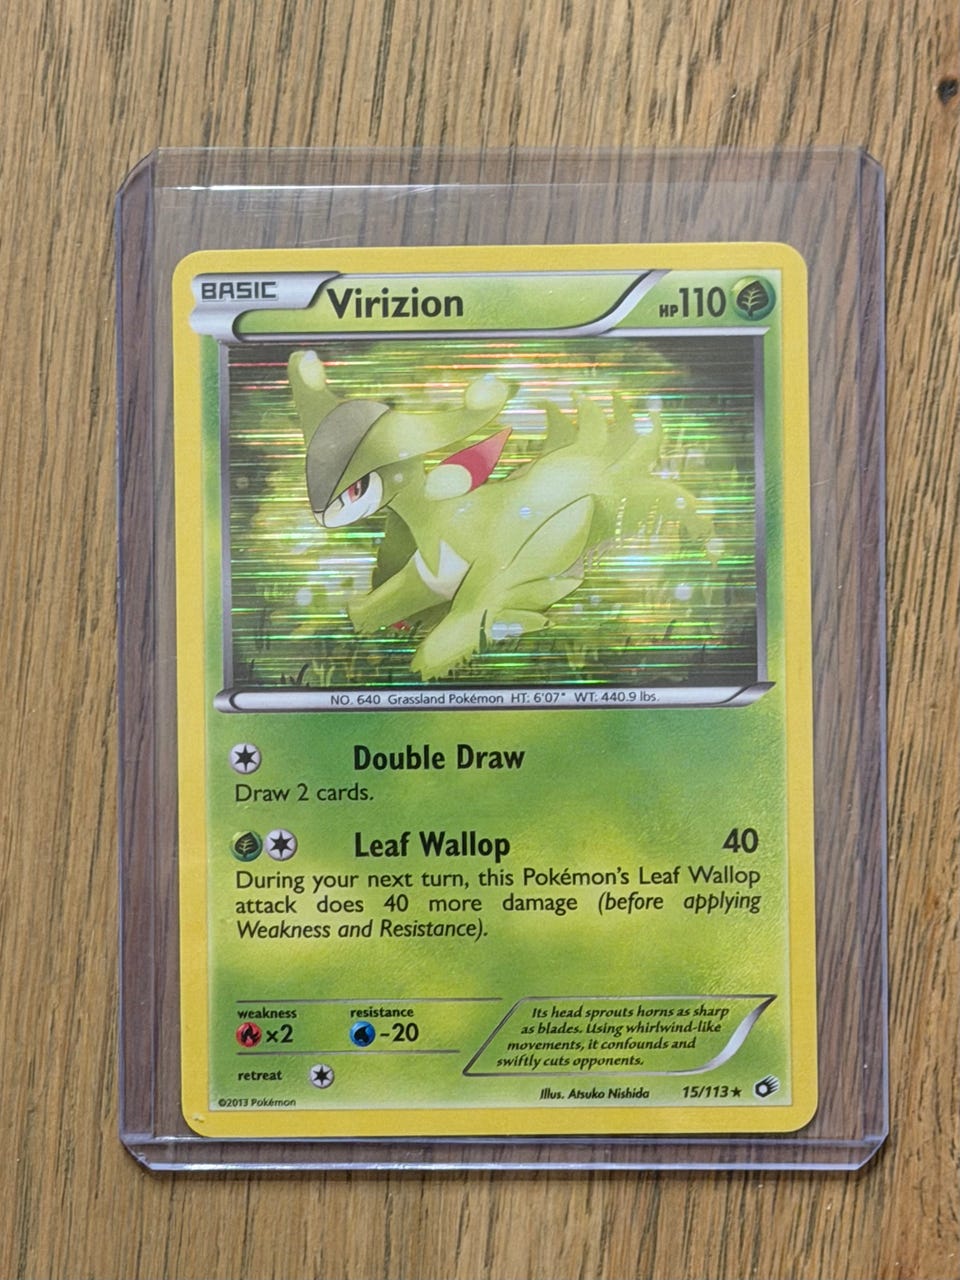 BASIC Virizion HP110
NO. 640 Grassland Pokémon HT: 6'07" WT: 440.9 lbs.
Double Draw
Draw 2 cards.
Leaf Wallop 40
During your next turn, this Pokémon's Leaf Wallop
attack does 40 more damage (before applying
Weakness and Resistance).
weakness resistance
×2 -20
retreat
Its head sprouts horns as sharp
as blades. Using whirlwind-like
movements, it confounds and
swiftly cuts opponents.
Illus. Atsuko Nishida 15/113★
©2013 Pokémon